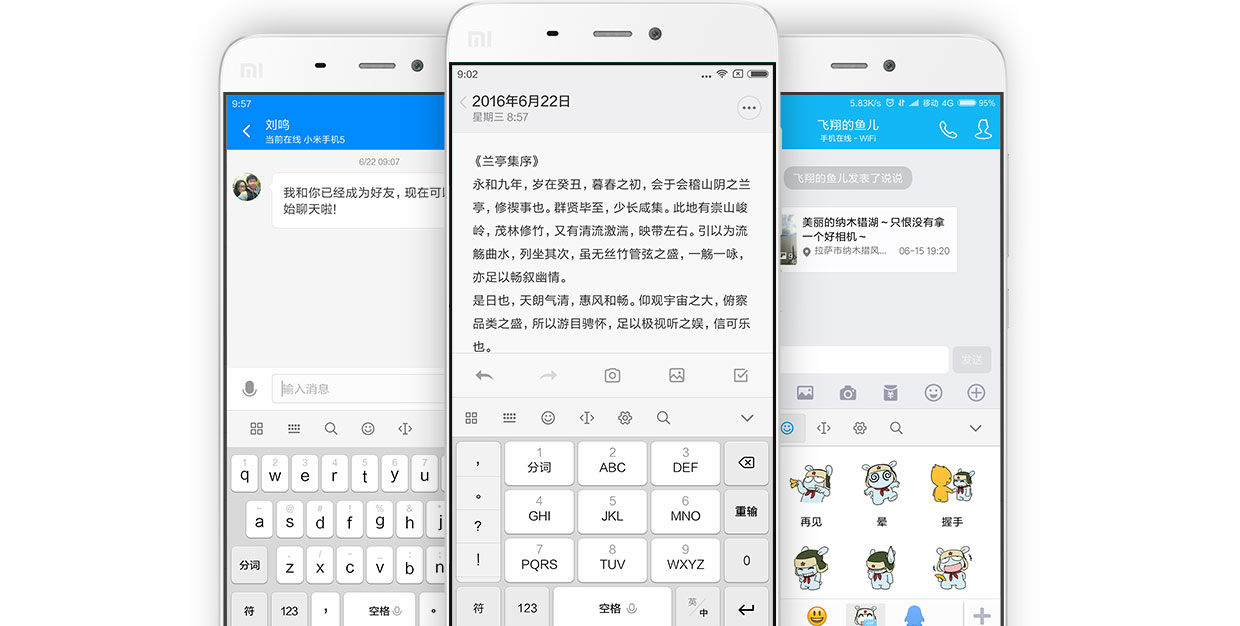 mi
9:57
刘鸣
当前在线 小米手机5
6/22 09:07
我和你已经成为好友，现在可以
始聊天啦!
输入消息
1 2 3 4 5 6 7
q w e r t y u
~ @ # % & *
a s d f g h j
分词
z x c v b n
符 123 ， 空格 。
mi
9:02
2016年6月22日
星期三 8:57
《兰亭集序》
永和九年，岁在癸丑，暮春之初，会于会稽山阴之兰
亭，修禊事也。群贤毕至，少长咸集。此地有崇山峻
岭，茂林修竹，又有清流激湍，映带左右。引以为流
觞曲水，列坐其次，虽无丝竹管弦之盛，一觞一咏，
亦足以畅叙幽情。
是日也，天朗气清，惠风和畅。仰观宇宙之大，俯察
品类之盛，所以游目骋怀，足以极视听之娱，信可乐
也。
， 1 2 3
分词 ABC DEF
。 4 5 6
GHI JKL MNO 重输
? 7 8 9
! PQRS TUV WXYZ 0
符 123 空格 英/中
5.83K/s 移动 4G 95%
飞翔的鱼儿
手机在线 - WiFi
飞翔的鱼儿发表了说说
美丽的纳木错湖～只恨没有拿
一个好相机～
9
拉萨市纳木措风... 06-15 19:20
发送
再见 晕 握手